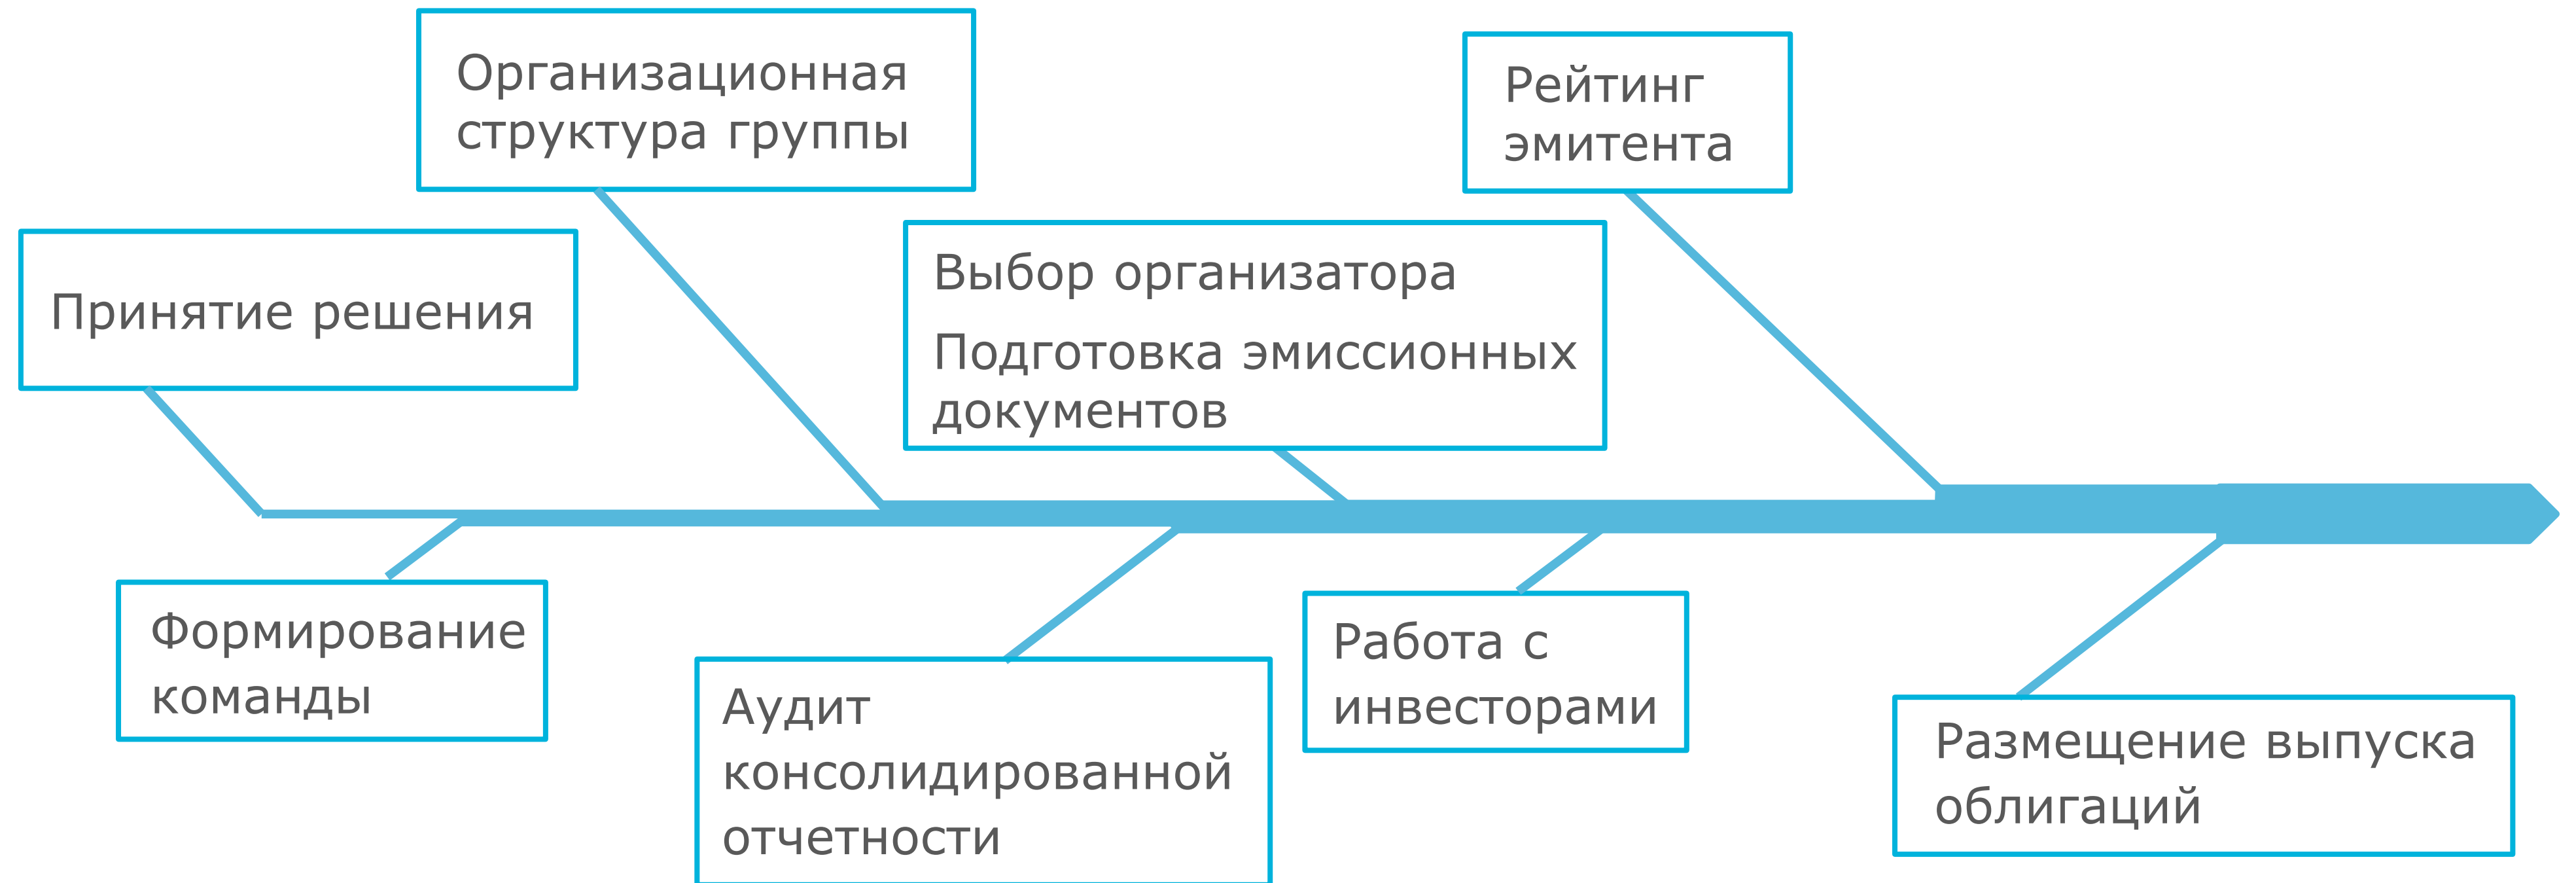 Организационная
структура группы
Рейтинг
эмитента
Принятие решения
Выбор организатора
Подготовка эмиссионных
документов
Формирование
команды
Аудит
консолидированной
отчетности
Работа с
инвесторами
Размещение выпуска
облигаций